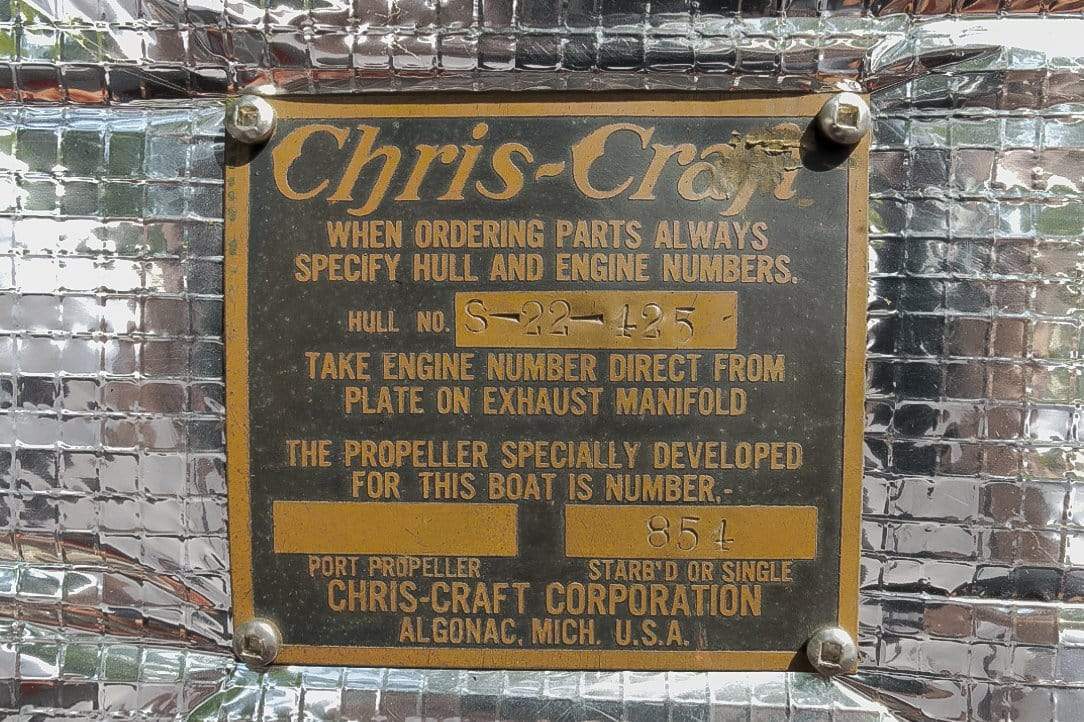 Chris-Craft
WHEN ORDERING PARTS ALWAYS
SPECIFY HULL AND ENGINE NUMBERS.
HULL NO. S-22-425
TAKE ENGINE NUMBER DIRECT FROM
PLATE ON EXHAUST MANIFOLD
THE PROPELLER SPECIALLY DEVELOPED
FOR THIS BOAT IS NUMBER.-
854
PORT PROPELLER STARB'D OR SINGLE
CHRIS-CRAFT CORPORATION
ALGONAC, MICH. U.S.A.